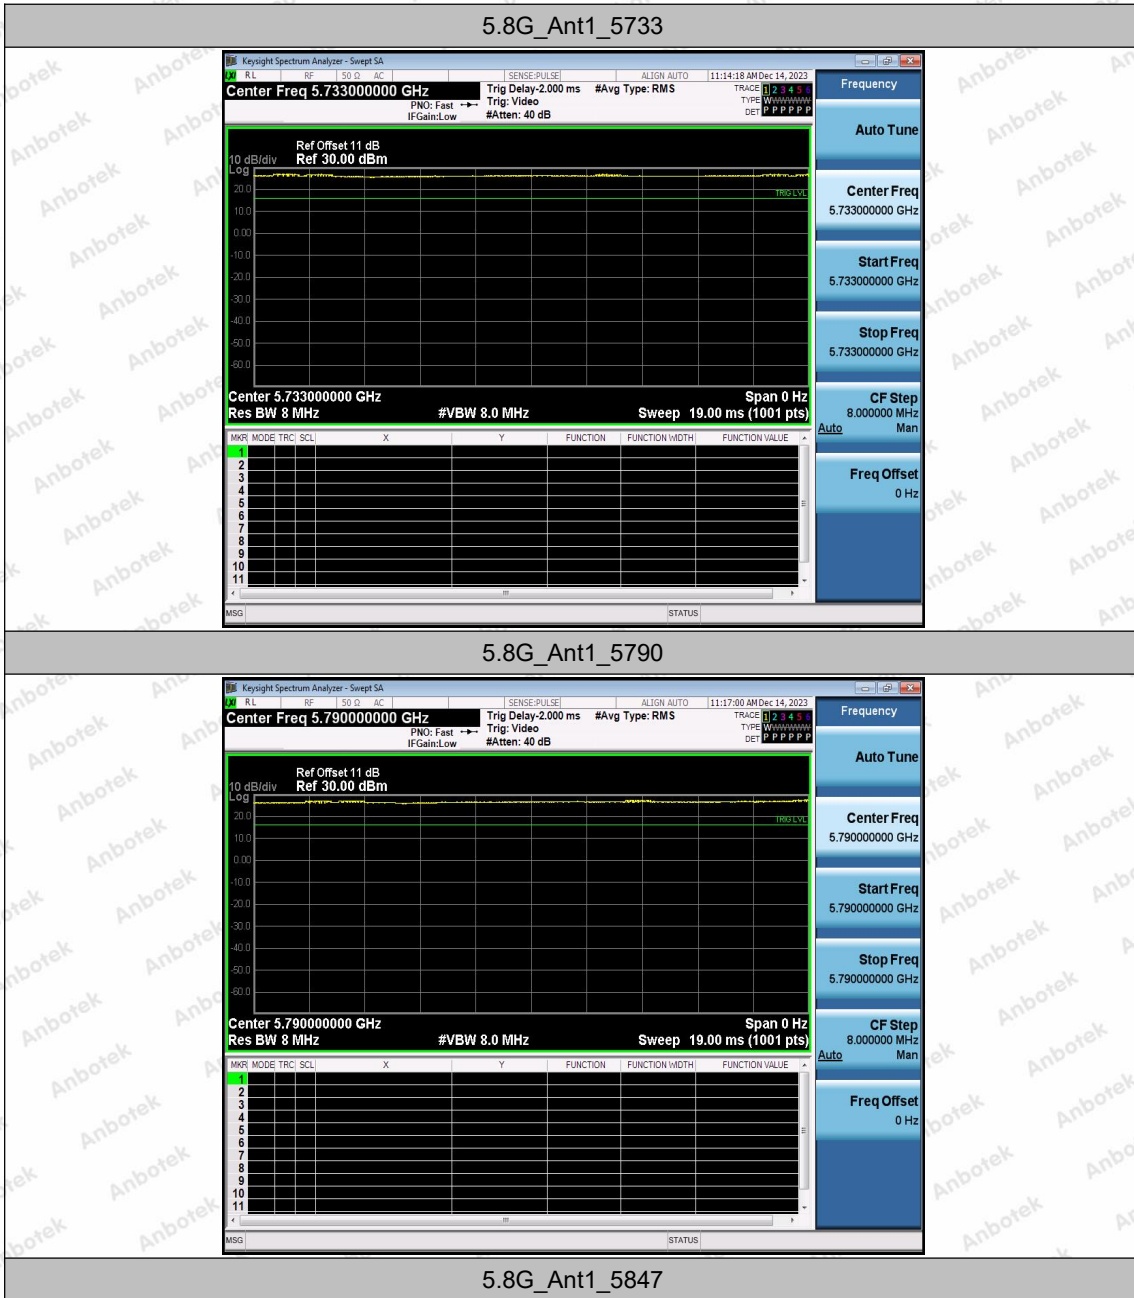 5.8G_Ant1_5733
Keysight Spectrum Analyzer - Swept SA
LXI RL RF 50 Ω AC SENSE:PULSE ALIGN AUTO 11:14:18 AM Dec 14, 2023
Center Freq 5.733000000 GHz
PNO: Fast
IFGain:Low
Trig Delay-2.000 ms #Avg Type: RMS
Trig: Video
#Atten: 40 dB
TRACE 1 2 3 4 5 6
TYPE WWWWWW
DET P P P P P P
Ref Offset 11 dB
10 dB/div Ref 30.00 dBm
Log
20.0
TRIG LVL
10.0
0.00
-10.0
-20.0
-30.0
-40.0
-50.0
-60.0
Center 5.733000000 GHz Span 0 Hz
Res BW 8 MHz #VBW 8.0 MHz Sweep 19.00 ms (1001 pts)
MKR MODE TRC SCL X Y FUNCTION FUNCTION WIDTH FUNCTION VALUE
1
2
3
4
5
6
7
8
9
10
11
MSG STATUS
Frequency
Auto Tune
Center Freq
5.733000000 GHz
Start Freq
5.733000000 GHz
Stop Freq
5.733000000 GHz
CF Step
8.000000 MHz
Auto Man
Freq Offset
0 Hz
5.8G_Ant1_5790
Keysight Spectrum Analyzer - Swept SA
LXI RL RF 50 Ω AC SENSE:PULSE ALIGN AUTO 11:17:00 AM Dec 14, 2023
Center Freq 5.790000000 GHz
PNO: Fast
IFGain:Low
Trig Delay-2.000 ms #Avg Type: RMS
Trig: Video
#Atten: 40 dB
TRACE 1 2 3 4 5 6
TYPE WWWWWW
DET P P P P P P
Ref Offset 11 dB
10 dB/div Ref 30.00 dBm
Log
20.0
TRIG LVL
10.0
0.00
-10.0
-20.0
-30.0
-40.0
-50.0
-60.0
Center 5.790000000 GHz Span 0 Hz
Res BW 8 MHz #VBW 8.0 MHz Sweep 19.00 ms (1001 pts)
MKR MODE TRC SCL X Y FUNCTION FUNCTION WIDTH FUNCTION VALUE
1
2
3
4
5
6
7
8
9
10
11
MSG STATUS
Frequency
Auto Tune
Center Freq
5.790000000 GHz
Start Freq
5.790000000 GHz
Stop Freq
5.790000000 GHz
CF Step
8.000000 MHz
Auto Man
Freq Offset
0 Hz
5.8G_Ant1_5847